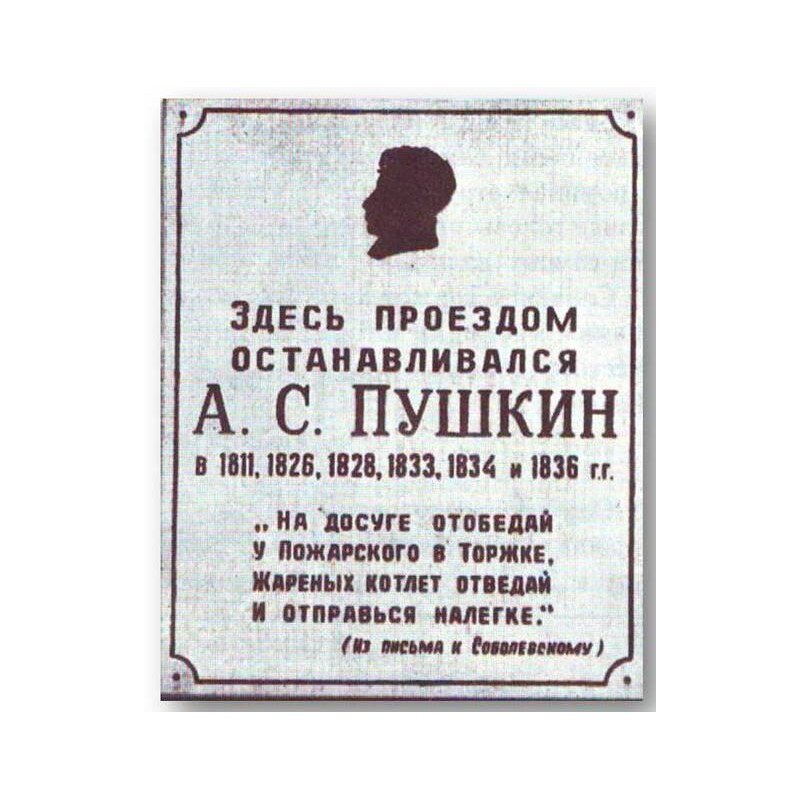 Здесь проездом
останавливался
А. С. Пушкин
в 1811, 1826, 1828, 1833, 1834 и 1836 г.г.
„На досуге отобедай
у Пожарского в Торжке,
Жареных котлет отведай
И отправься налегке.“
(Из письма к Соболевскому)